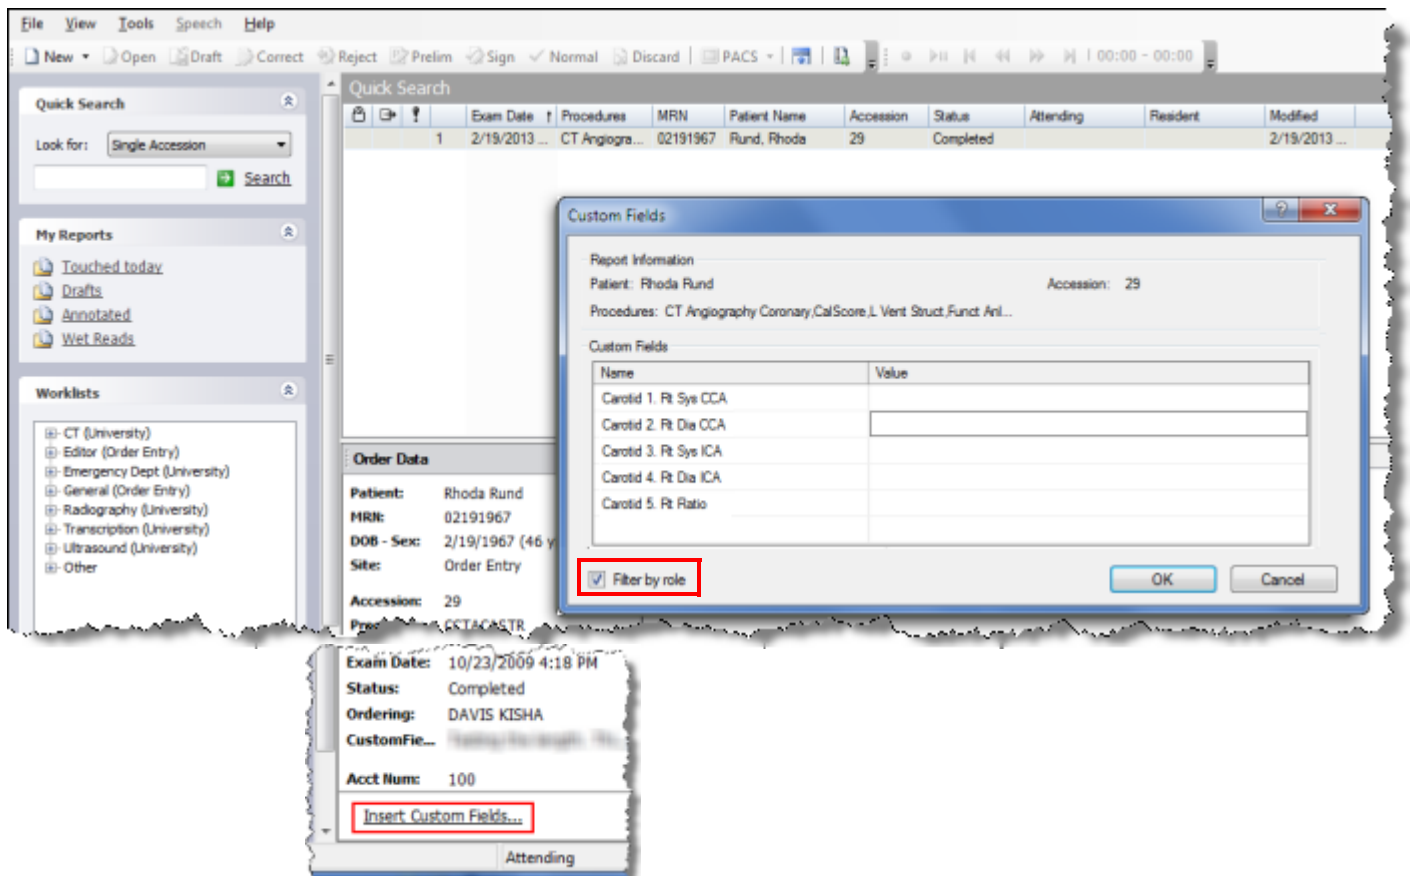 File View Tools Speech Help
New Open Draft Correct Reject Prelim Sign Normal Discard PACS 00:00 - 00:00
Quick Search
Look for: Single Accession
Search
My Reports
Touched today
Drafts
Annotated
Wet Reads
Worklists
CT (University)
Editor (Order Entry)
Emergency Dept (University)
General (Order Entry)
Radiography (University)
Transcription (University)
Ultrasound (University)
Other
Quick Search
Exam Date Procedures MRN Patient Name Accession Status Attending Resident Modified
1 2/19/2013 ... CT Angiogra... 02191967 Rund, Rhoda 29 Completed 2/19/2013 ...
Order Data
Patient: Rhoda Rund
MRN: 02191967
DOB - Sex: 2/19/1967 (46 y
Site: Order Entry
Accession: 29
Custom Fields
Report Information
Patient: Rhoda Rund Accession: 29
Procedures: CT Angiography Coronary,CalScore,L Vent Struct,Funct Anl...
Custom Fields
Name Value
Carotid 1. Rt Sys CCA
Carotid 2. Rt Dia CCA
Carotid 3. Rt Sys ICA
Carotid 4. Rt Dia ICA
Carotid 5. Rt Ratio
Filter by role
OK Cancel
Exam Date: 10/23/2009 4:18 PM
Status: Completed
Ordering: DAVIS KISHA
CustomFie...
Acct Num: 100
Insert Custom Fields...
Attending